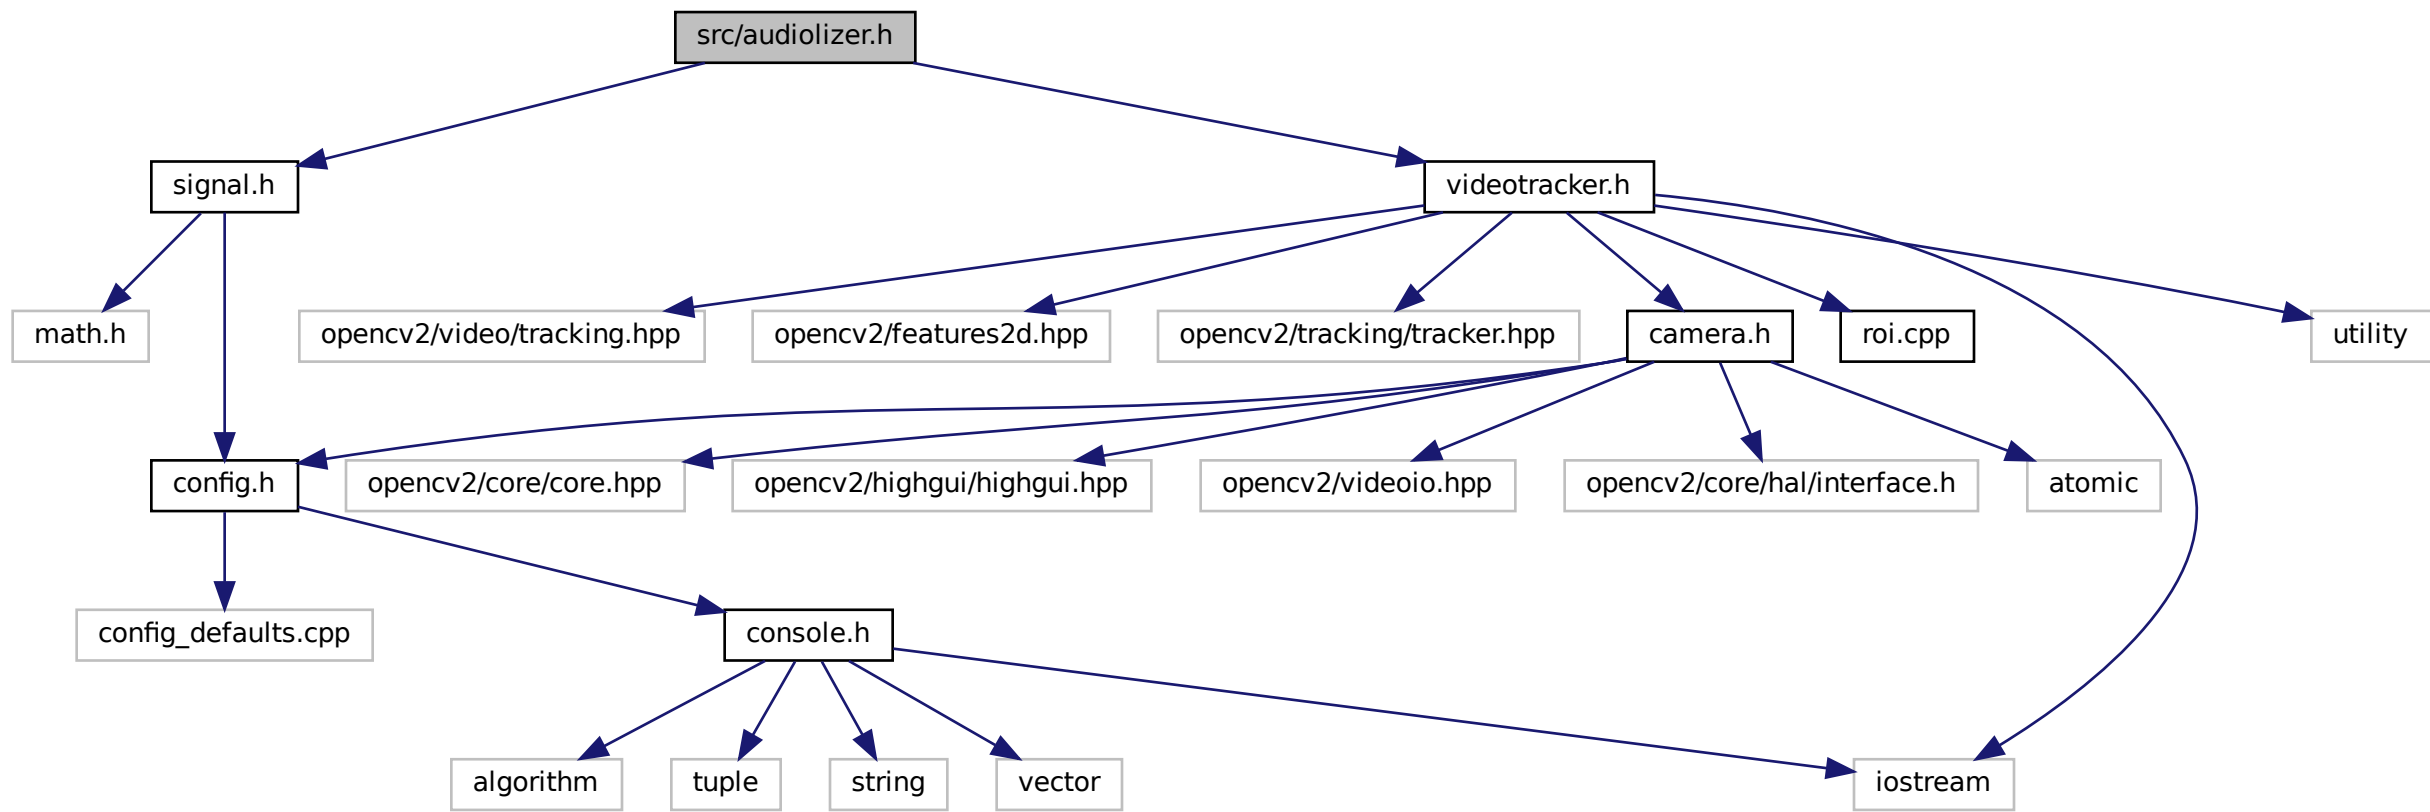 src/audiolizer.h
signal.h
videotracker.h
math.h
opencv2/video/tracking.hpp
opencv2/features2d.hpp
opencv2/tracking/tracker.hpp
camera.h
roi.cpp
utility
config.h
opencv2/core/core.hpp
opencv2/highgui/highgui.hpp
opencv2/videoio.hpp
opencv2/core/hal/interface.h
atomic
config_defaults.cpp
console.h
algorithm
tuple
string
vector
iostream